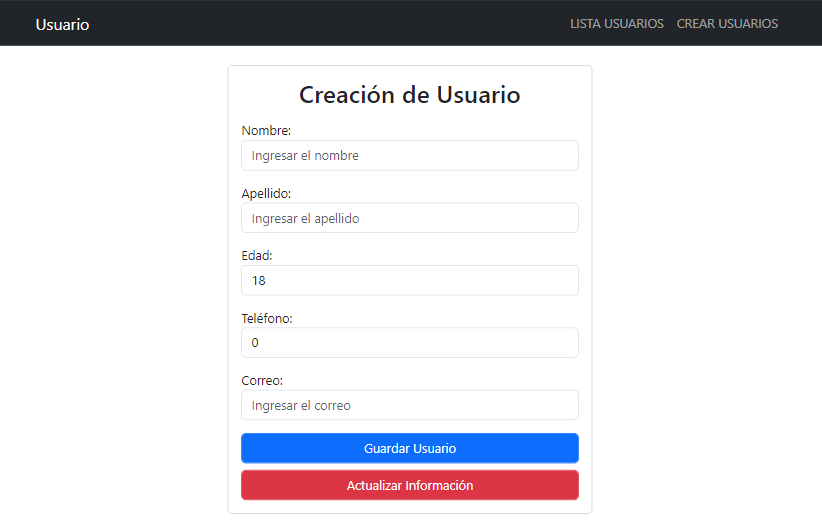 Usuario
LISTA USUARIOS CREAR USUARIOS
Creación de Usuario
Nombre:
Ingresar el nombre
Apellido:
Ingresar el apellido
Edad:
18
Teléfono:
0
Correo:
Ingresar el correo
Guardar Usuario
Actualizar Información